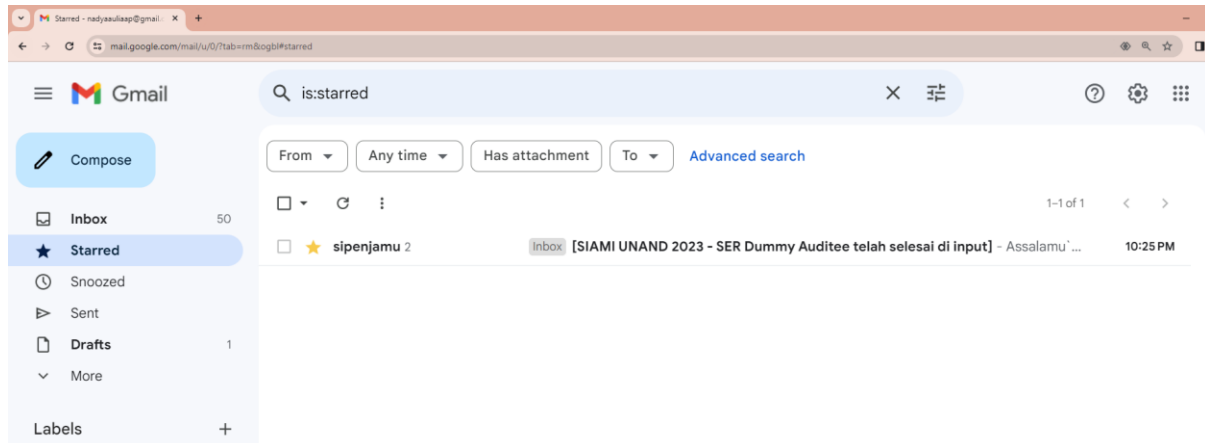 Starred - nadyaauliaap@gmail.c
mail.google.com/mail/u/0/?tab=rm&ogbl#starred
Gmail
is:starred
Compose
From
Any time
Has attachment
To
Advanced search
1–1 of 1
Inbox 50
Starred
sipenjamu 2 Inbox [SIAMI UNAND 2023 - SER Dummy Auditee telah selesai di input] - Assalamu`... 10:25 PM
Snoozed
Sent
Drafts 1
More
Labels